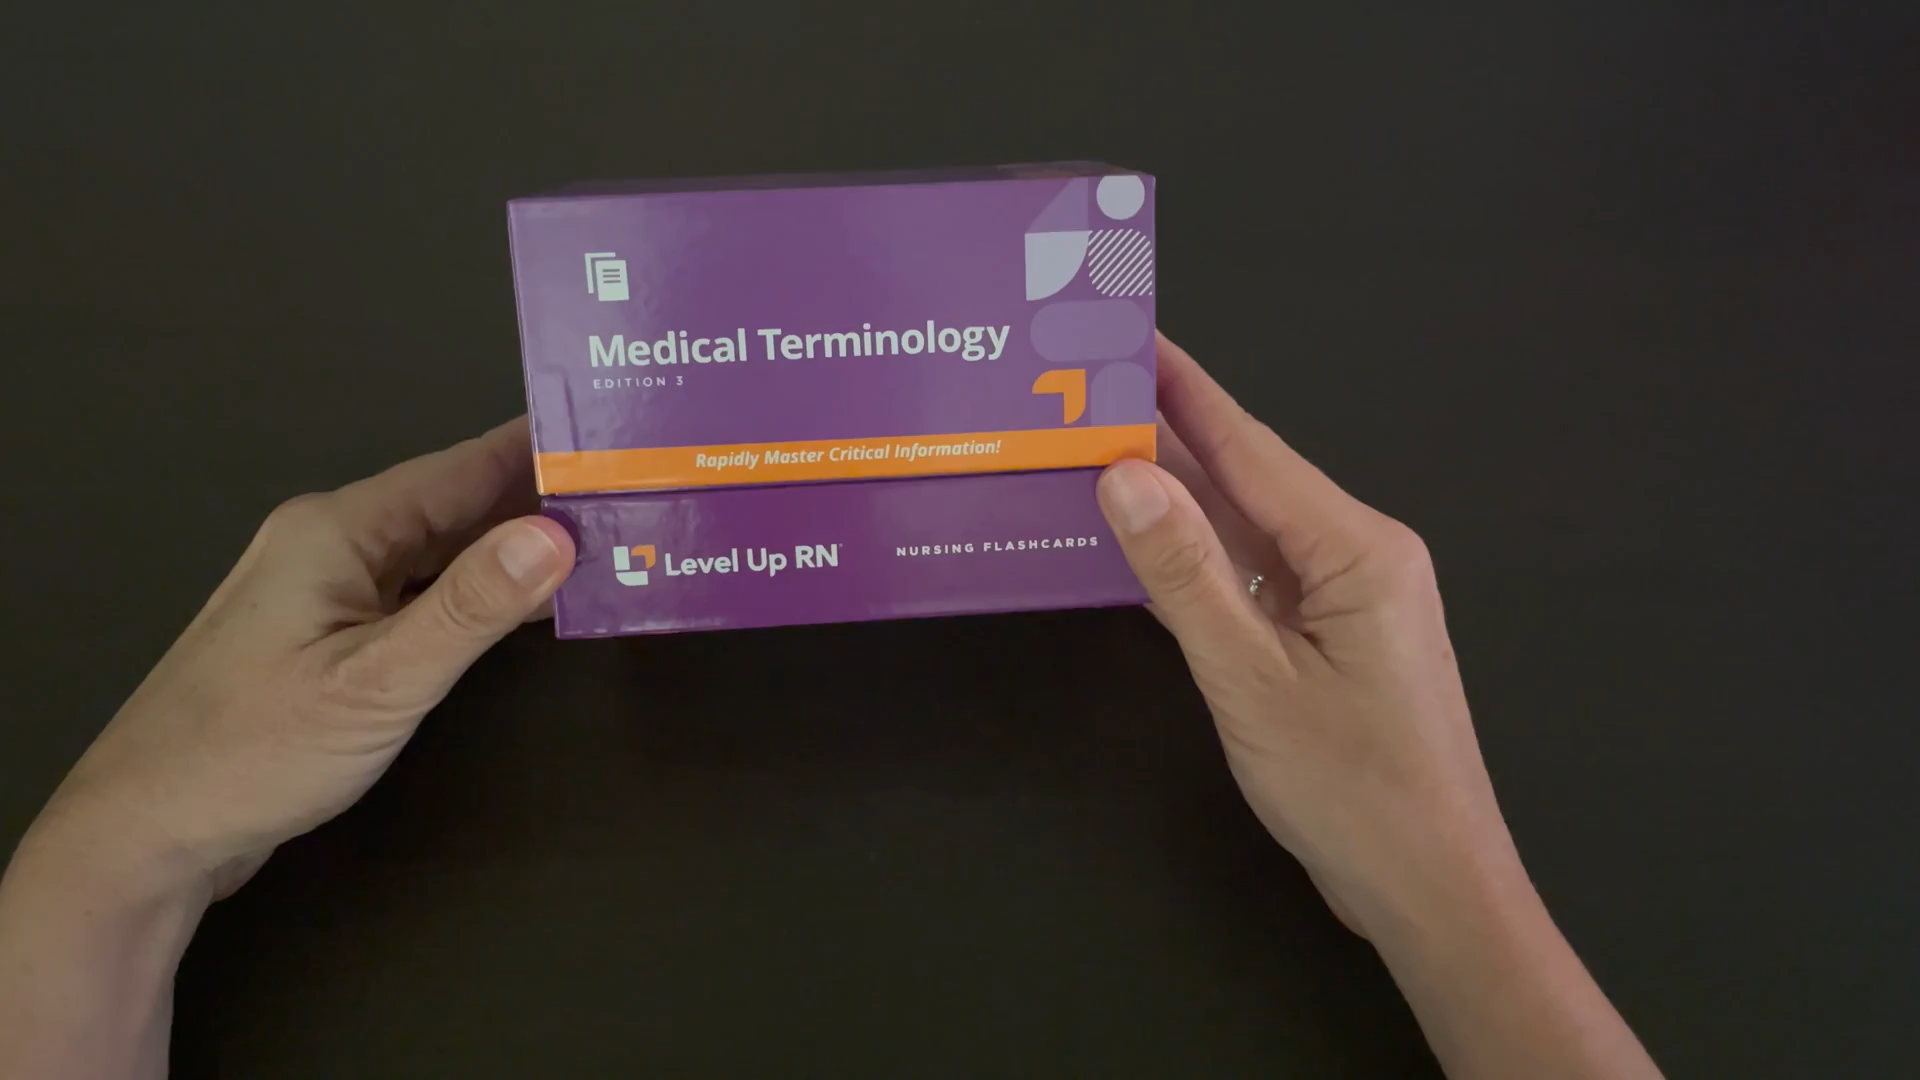 Medical Terminology
EDITION 3
Rapidly Master Critical Information!
Level Up RN
NURSING FLASHCARDS